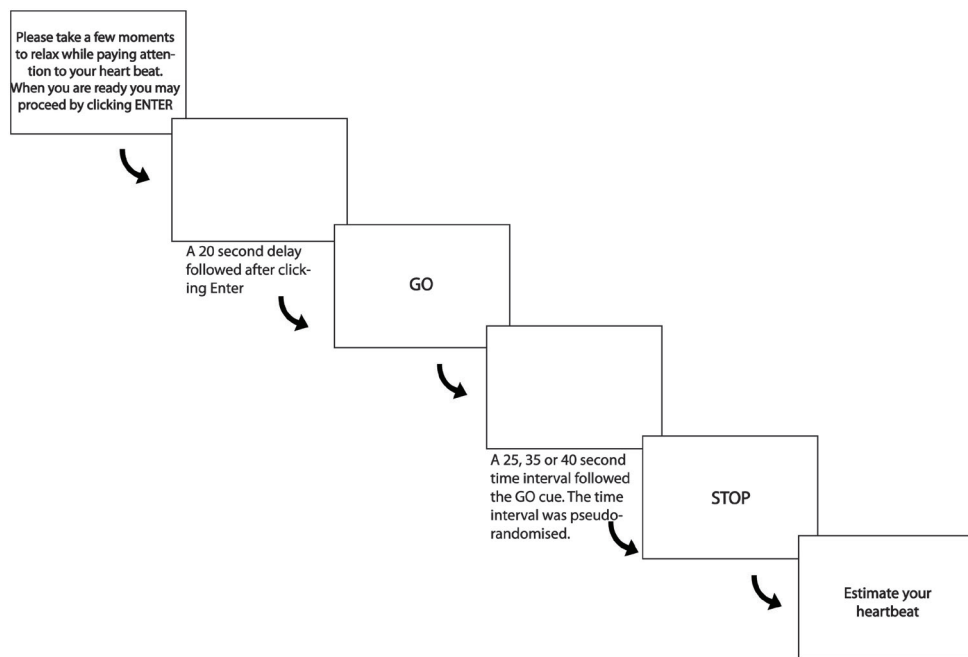 Please take a few moments
to relax while paying atten-
tion to your heart beat.
When you are ready you may
proceed by clicking ENTER
A 20 second delay
followed after click-
ing Enter
GO
A 25, 35 or 40 second
time interval followed
the GO cue. The time
interval was pseudo-
randomised.
STOP
Estimate your
heartbeat